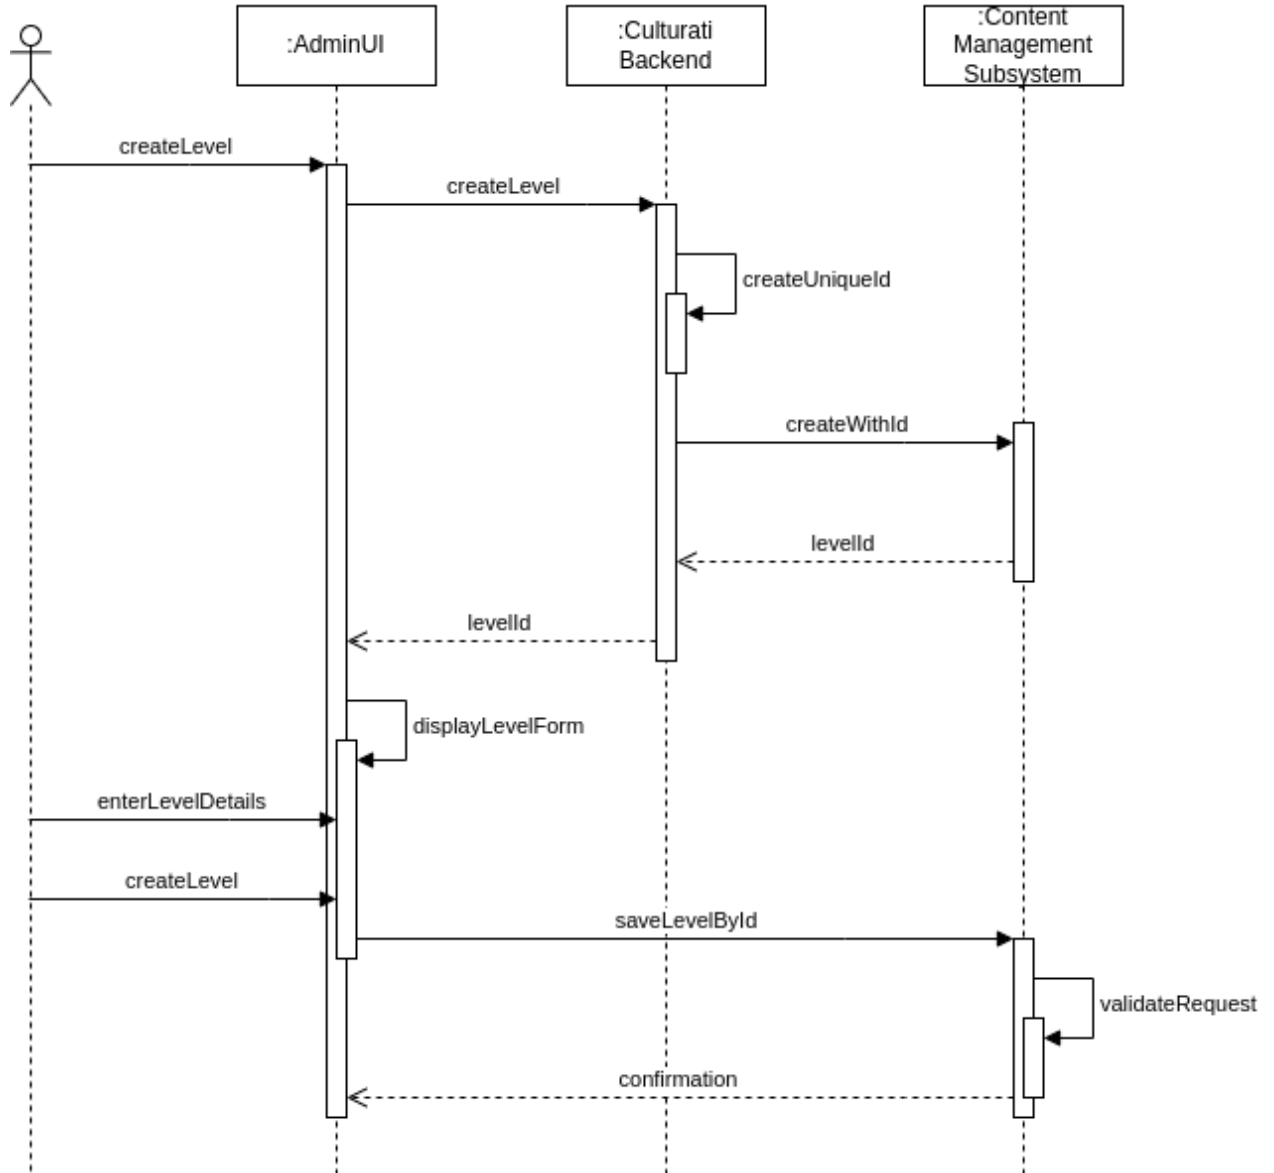 :AdminUI
:Culturati
Backend
:Content
Management
Subsystem
createLevel
createLevel
createUniqueId
createWithId
levelId
levelId
displayLevelForm
enterLevelDetails
createLevel
saveLevelById
validateRequest
confirmation